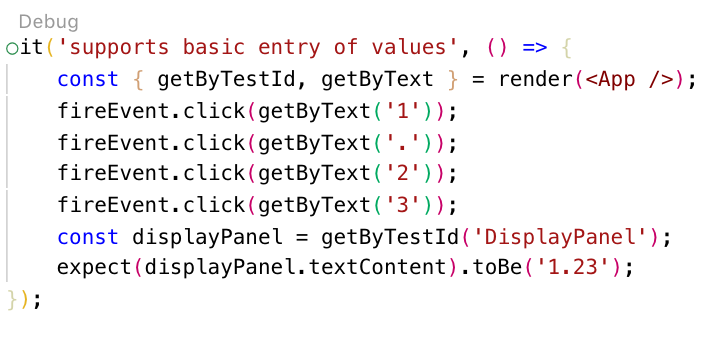 Debug
it('supports basic entry of values', () => {
const { getByTestId, getByText } = render(<App />);
fireEvent.click(getByText('1'));
fireEvent.click(getByText('.'));
fireEvent.click(getByText('2'));
fireEvent.click(getByText('3'));
const displayPanel = getByTestId('DisplayPanel');
expect(displayPanel.textContent).toBe('1.23');
});